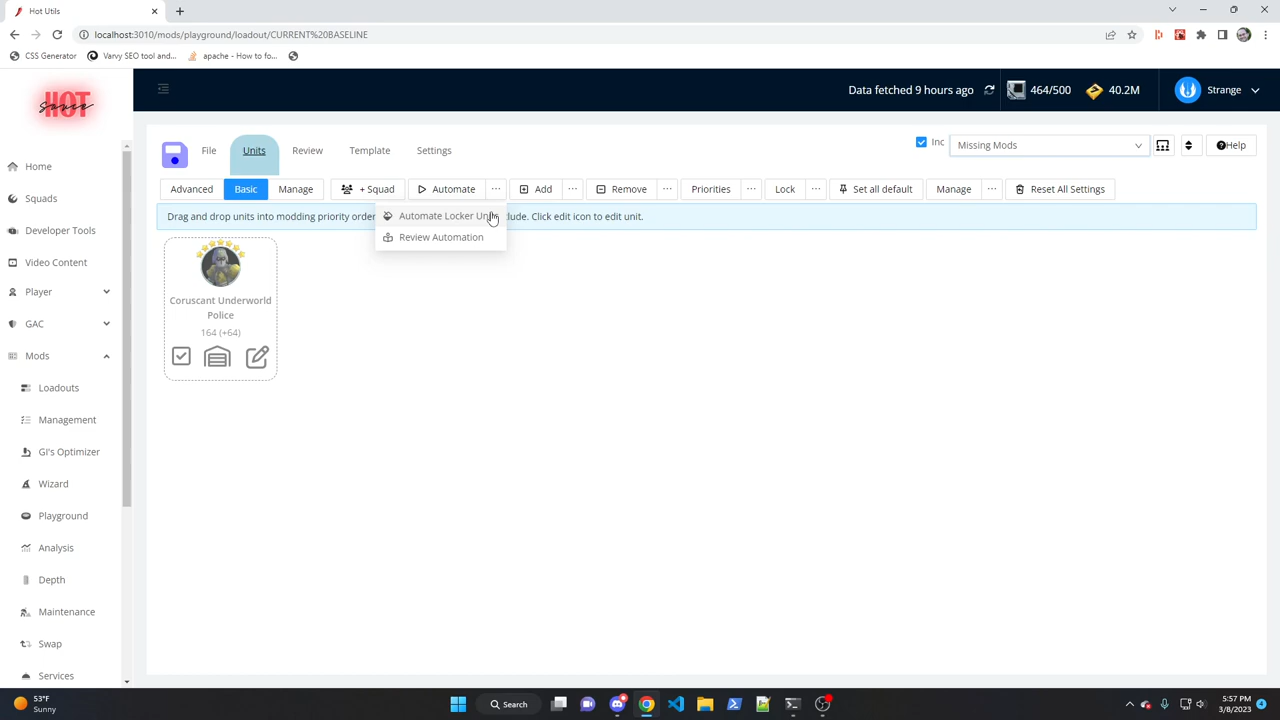 Hot Utils
localhost:3010/mods/playground/loadout/CURRENT%20BASELINE
CSS Generator
Varvy SEO tool and...
apache - How to fo...
HOT
sauce
Data fetched 9 hours ago
464/500
40.2M
Strange
Home
Squads
Developer Tools
Video Content
Player
GAC
Mods
Loadouts
Management
GI's Optimizer
Wizard
Playground
Analysis
Depth
Maintenance
Swap
Services
File
Units
Review
Template
Settings
Inc
Missing Mods
Help
Advanced
Basic
Manage
+ Squad
Automate
Add
Remove
Priorities
Lock
Set all default
Manage
Reset All Settings
Drag and drop units into modding priority order
lude. Click edit icon to edit unit.
Automate Locker
Review Automation
Coruscant Underworld
Police
164 (+64)
53°F
Sunny
Search
5:57 PM
3/8/2023
4